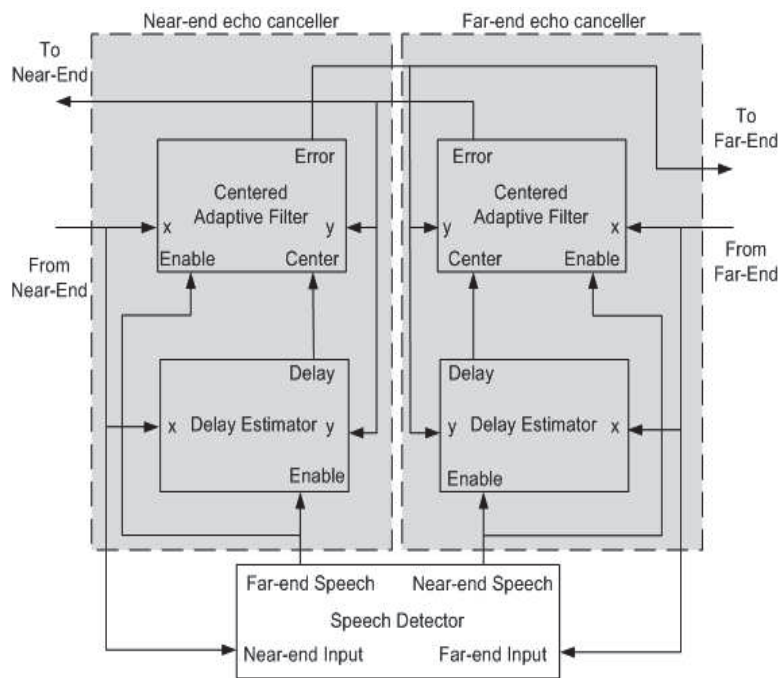 Near-end echo canceller
Far-end echo canceller
To
Near-End
To
Far-End
Error
Centered
Adaptive Filter
x
y
Enable
Center
Error
Centered
Adaptive Filter
y
x
Center
Enable
From
Near-End
From
Far-End
Delay
x
Delay Estimator
y
Enable
Delay
y
Delay Estimator
x
Enable
Far-end Speech
Near-end Speech
Speech Detector
Near-end Input
Far-end Input